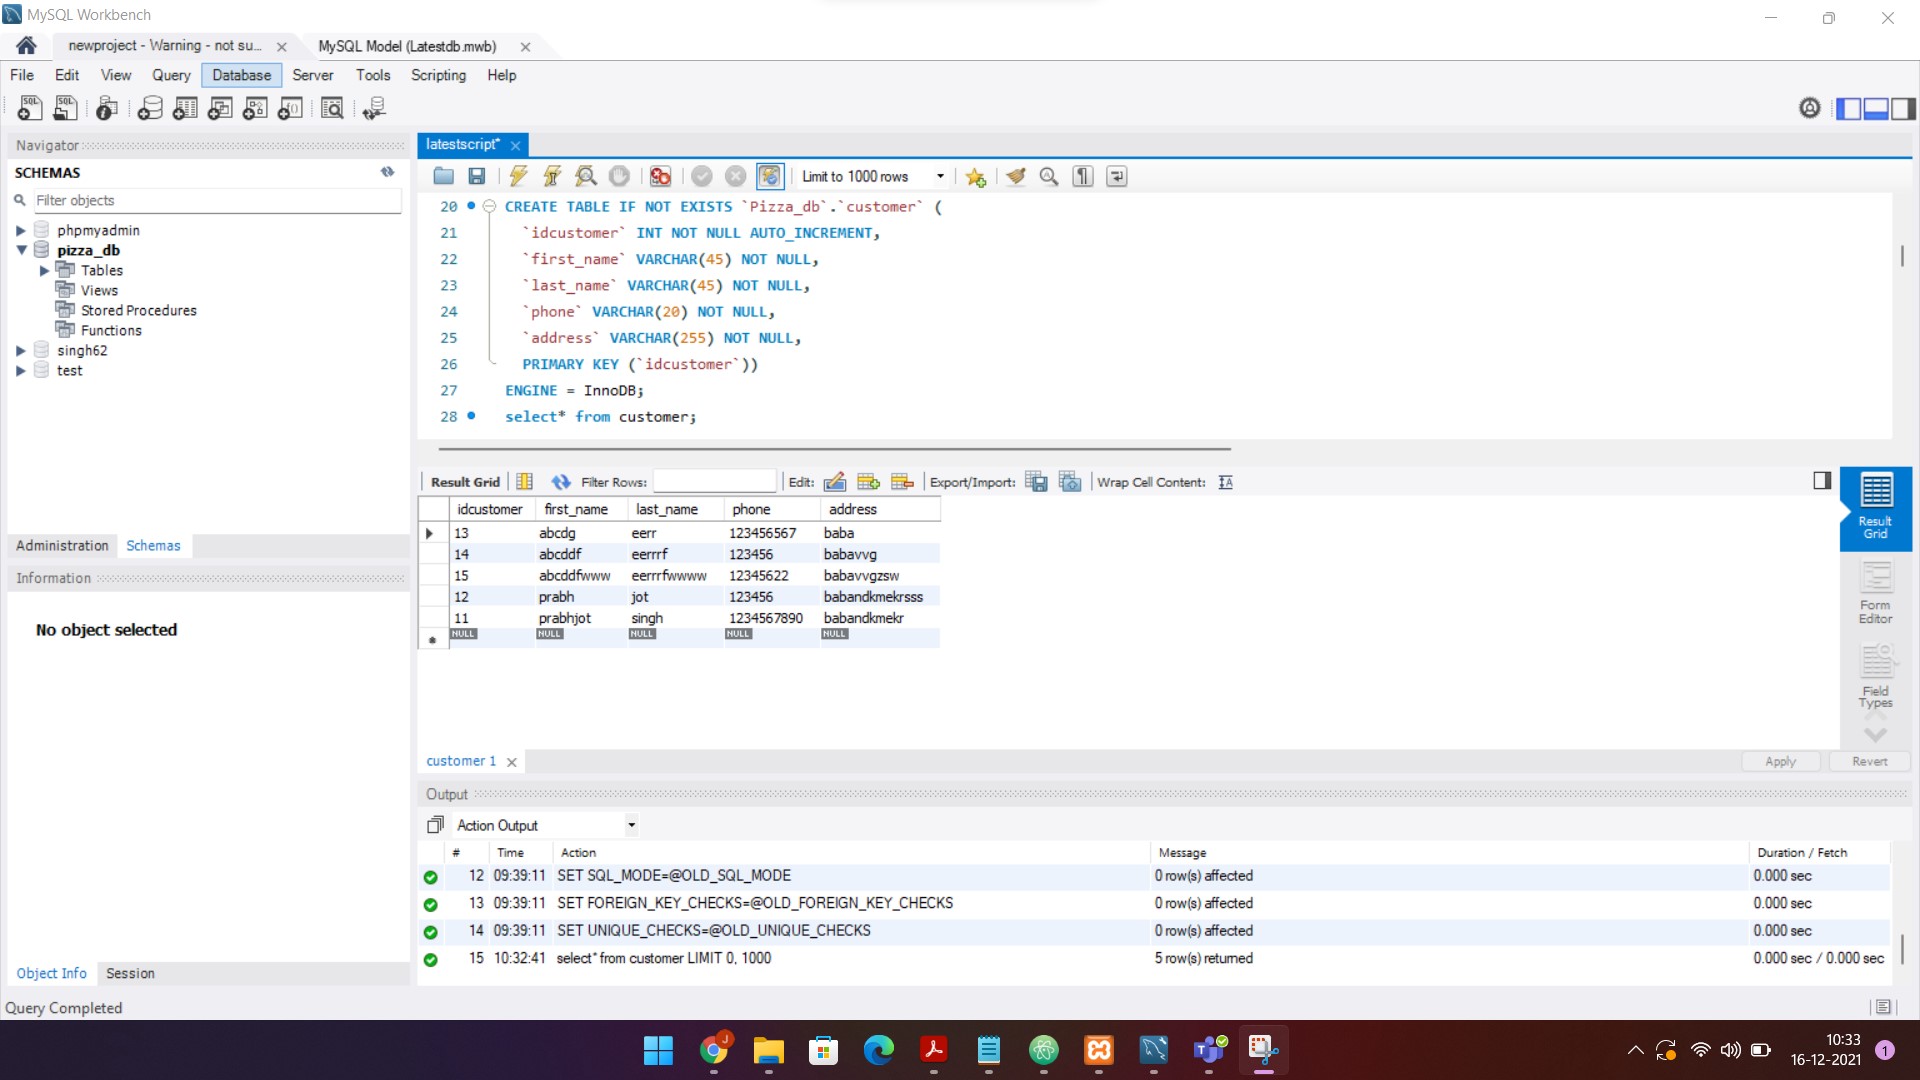 MySQL Workbench
newproject - Warning - not su...
MySQL Model (Latestdb.mwb)
File Edit View Query Database Server Tools Scripting Help
Navigator
SCHEMAS
Filter objects
phpmyadmin
pizza_db
Tables
Views
Stored Procedures
Functions
singh62
test
Administration Schemas
Information
No object selected
Object Info Session
latestscript*
Limit to 1000 rows
20 CREATE TABLE IF NOT EXISTS `Pizza_db`.`customer` (
21 `idcustomer` INT NOT NULL AUTO_INCREMENT,
22 `first_name` VARCHAR(45) NOT NULL,
23 `last_name` VARCHAR(45) NOT NULL,
24 `phone` VARCHAR(20) NOT NULL,
25 `address` VARCHAR(255) NOT NULL,
26 PRIMARY KEY (`idcustomer`))
27 ENGINE = InnoDB;
28 select* from customer;
Result Grid Filter Rows: Edit: Export/Import: Wrap Cell Content:
idcustomer first_name last_name phone address
13 abcdg eerr 123456567 baba
14 abcddf eerrrf 123456 babavvg
15 abcddfwww eerrrfwwww 12345622 babavvgzsw
12 prabh jot 123456 babandkmekrsss
11 prabhjot singh 1234567890 babandkmekr
NULL NULL NULL NULL NULL
Result
Grid
Form
Editor
Field
Types
customer 1
Apply Revert
Output
Action Output
# Time Action Message Duration / Fetch
12 09:39:11 SET SQL_MODE=@OLD_SQL_MODE 0 row(s) affected 0.000 sec
13 09:39:11 SET FOREIGN_KEY_CHECKS=@OLD_FOREIGN_KEY_CHECKS 0 row(s) affected 0.000 sec
14 09:39:11 SET UNIQUE_CHECKS=@OLD_UNIQUE_CHECKS 0 row(s) affected 0.000 sec
15 10:32:41 select* from customer LIMIT 0, 1000 5 row(s) returned 0.000 sec / 0.000 sec
Query Completed
10:33
16-12-2021
1